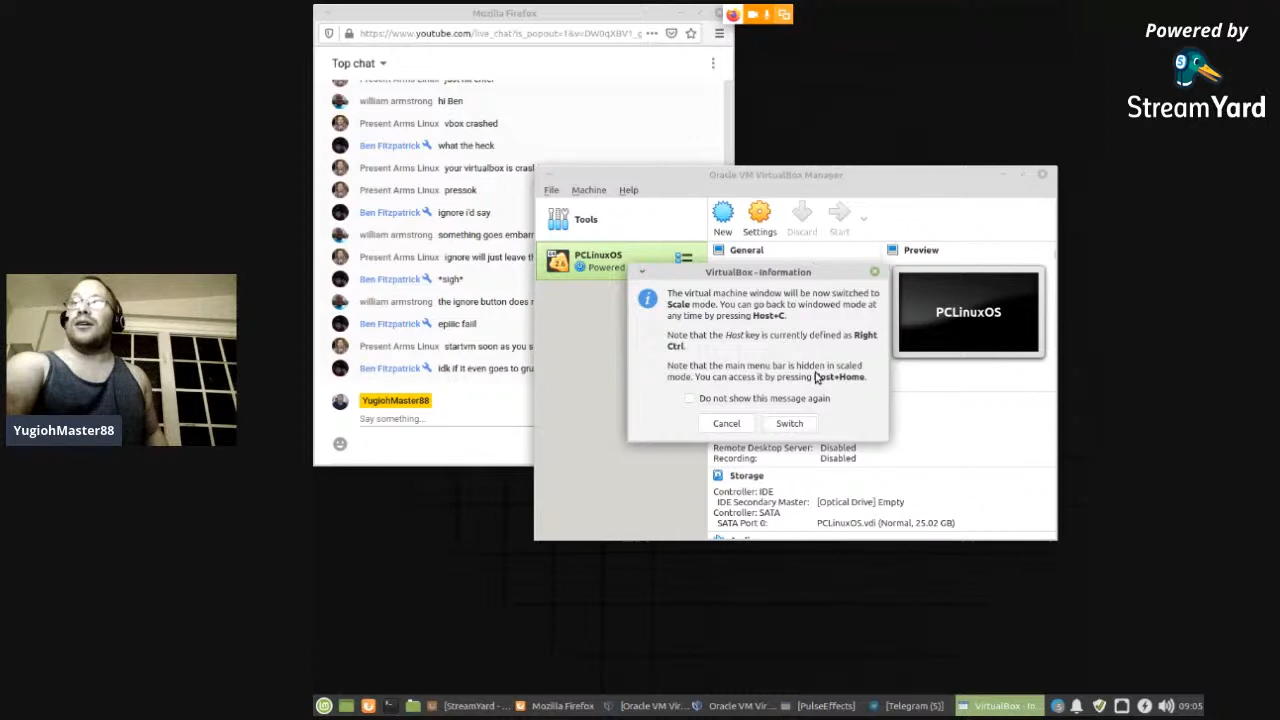 Powered by
StreamYard
Mozilla Firefox
https://www.youtube.com/live_chat?is_popout=1&v=DW0qXBV1_g
Top chat
Present Arms Linux just hit enter
william armstrong hi Ben
Present Arms Linux vbox crashed
Ben Fitzpatrick what the heck
Present Arms Linux your virtualbox is
Present Arms Linux pressok
Ben Fitzpatrick ignore i'd say
william armstrong something goes
Present Arms Linux ignore will just leave
Ben Fitzpatrick *sigh*
william armstrong the ignore button does
Ben Fitzpatrick epiiic faiil
Present Arms Linux startvm soon as you
Ben Fitzpatrick idk if it even goes to
YugiohMaster88
Say something...
Oracle VM VirtualBox Manager
File Machine Help
Tools
New Settings Discard Start
PCLinuxOS
Powered
General
Preview
PCLinuxOS
VirtualBox - Information
The virtual machine window will be now switched to
Scale mode. You can go back to windowed mode at
any time by pressing Host+C.
Note that the Host key is currently defined as Right
Ctrl.
Note that the main menu bar is hidden in scaled
mode. You can access it by pressing Host+Home.
Do not show this message again
Cancel Switch
Remote Desktop Server: Disabled
Recording: Disabled
Storage
Controller: IDE
IDE Secondary Master: [Optical Drive] Empty
Controller: SATA
SATA Port 0: PCLinuxOS.vdi (Normal, 25.02 GB)
YugiohMaster88
[StreamYard - ... Mozilla Firefox [Oracle VM Vir... Oracle VM Vir... [PulseEffects] [Telegram (5)] VirtualBox - In... 09:05